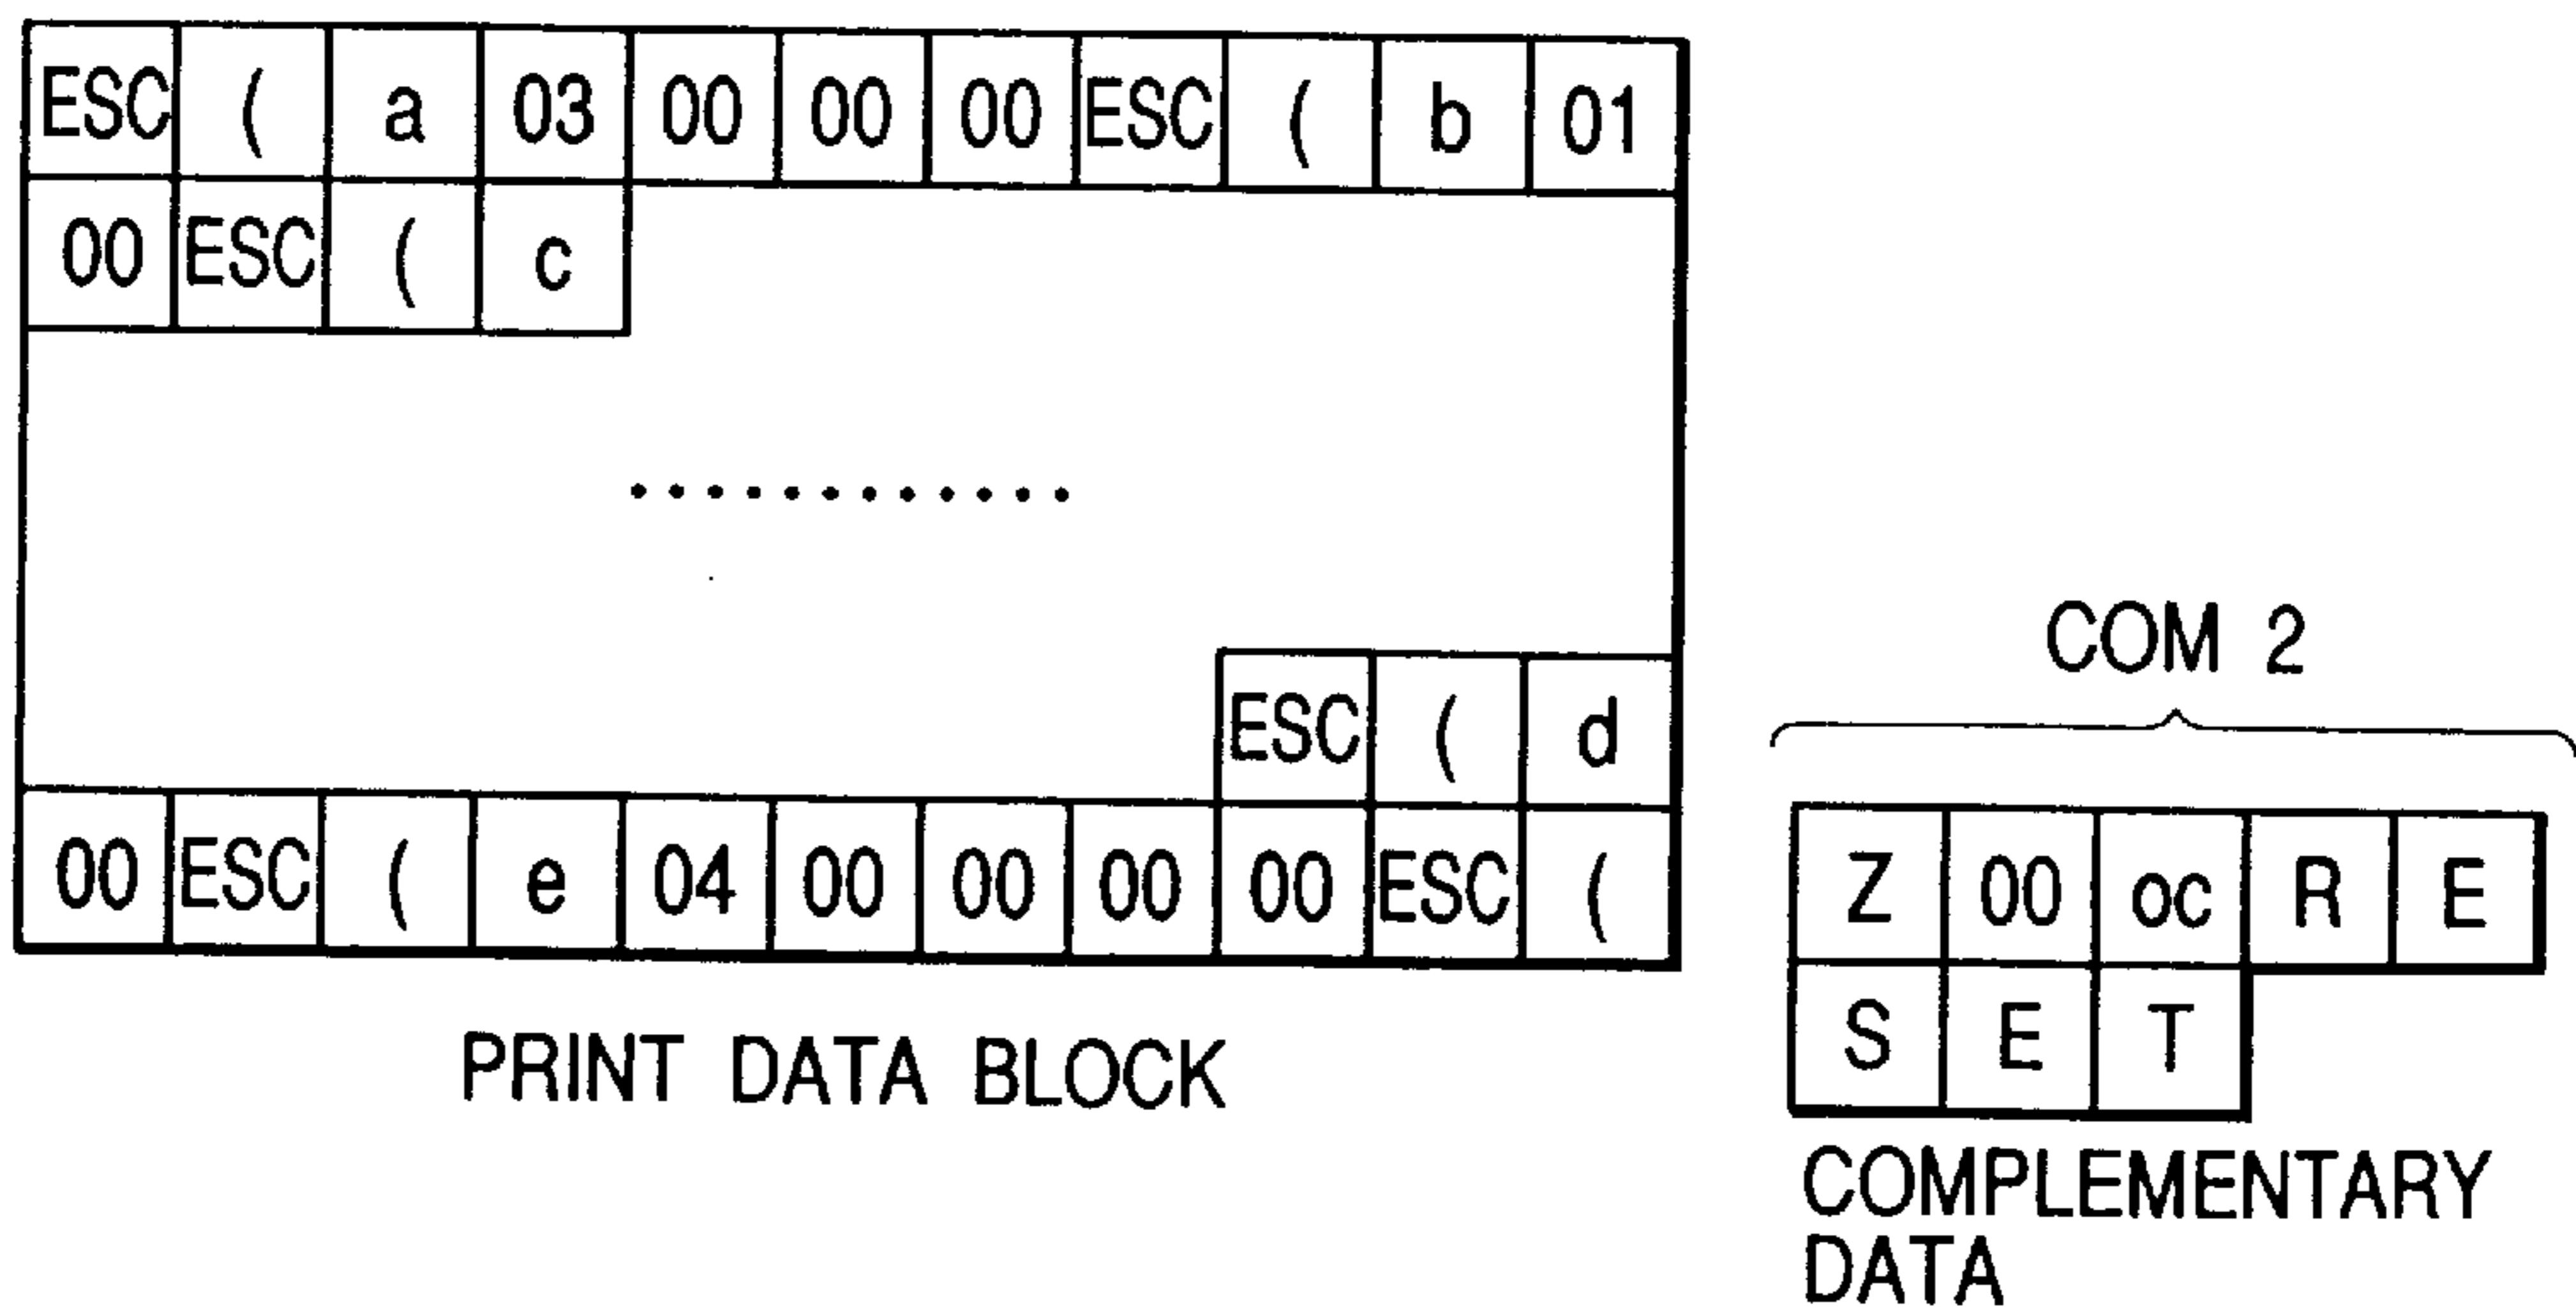 ESC ( a 03 00 00 00 ESC ( b 01
00 ESC ( c
............
ESC ( d
COM 2
00 ESC ( e 04 00 00 00 00 ESC (
Z 00 oc R E
S E T
PRINT DATA BLOCK
COMPLEMENTARY
DATA